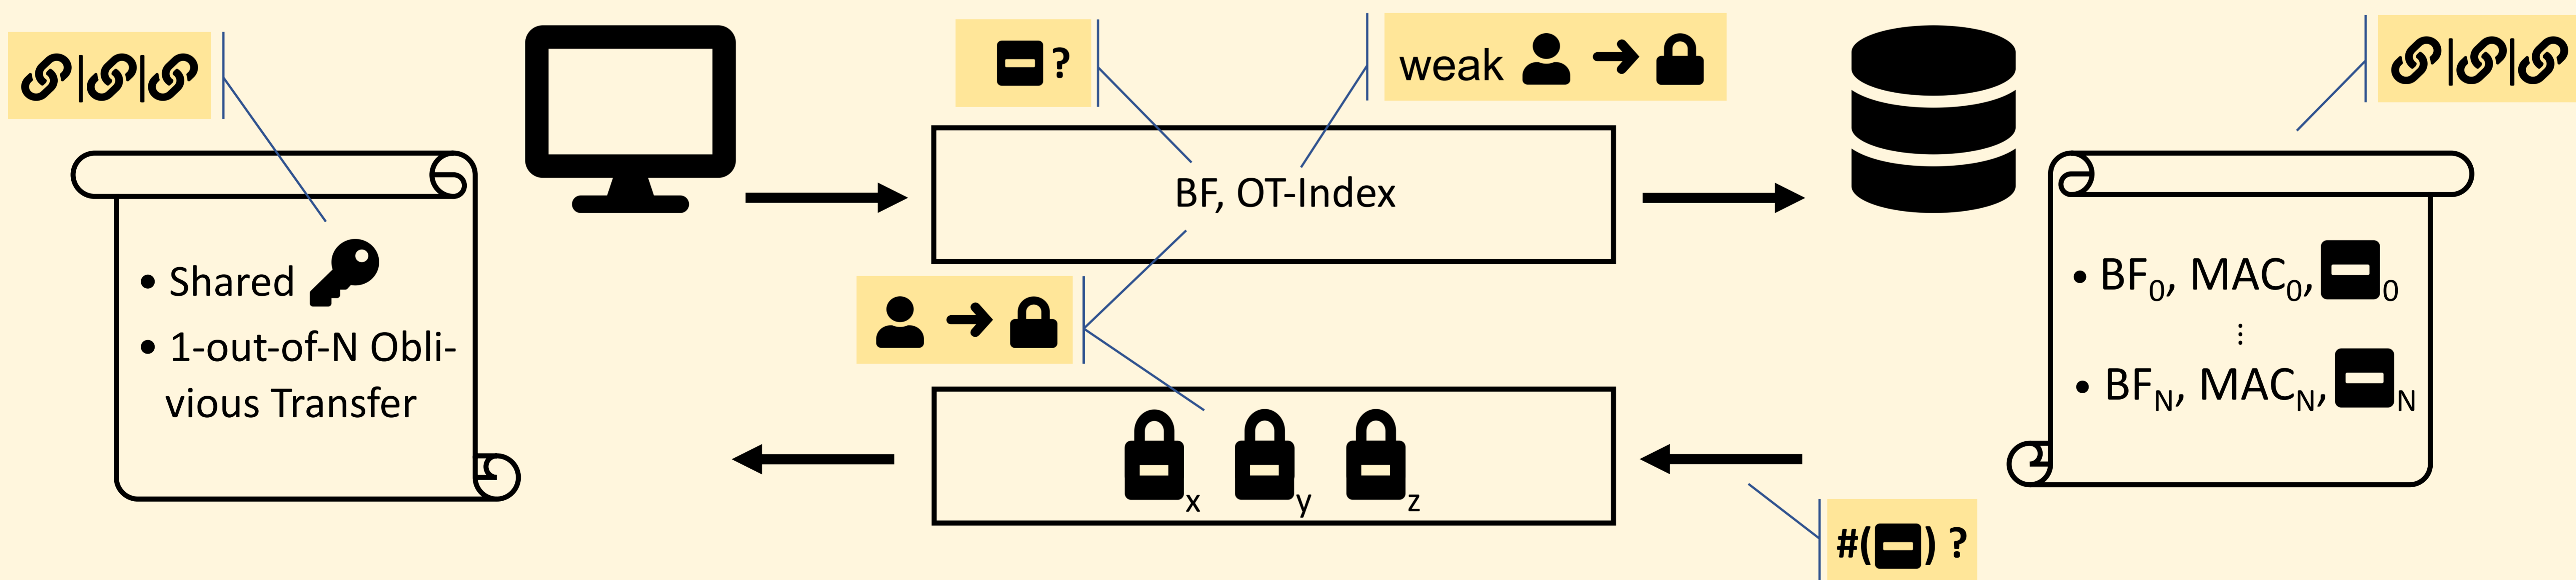 ||
?
weak
||
BF, OT-Index
• Shared
• 1-out-of-N Obli-
vious Transfer
• BF0, MAC0, 0
⋮
• BFN, MACN, N
x y z
#( ) ?